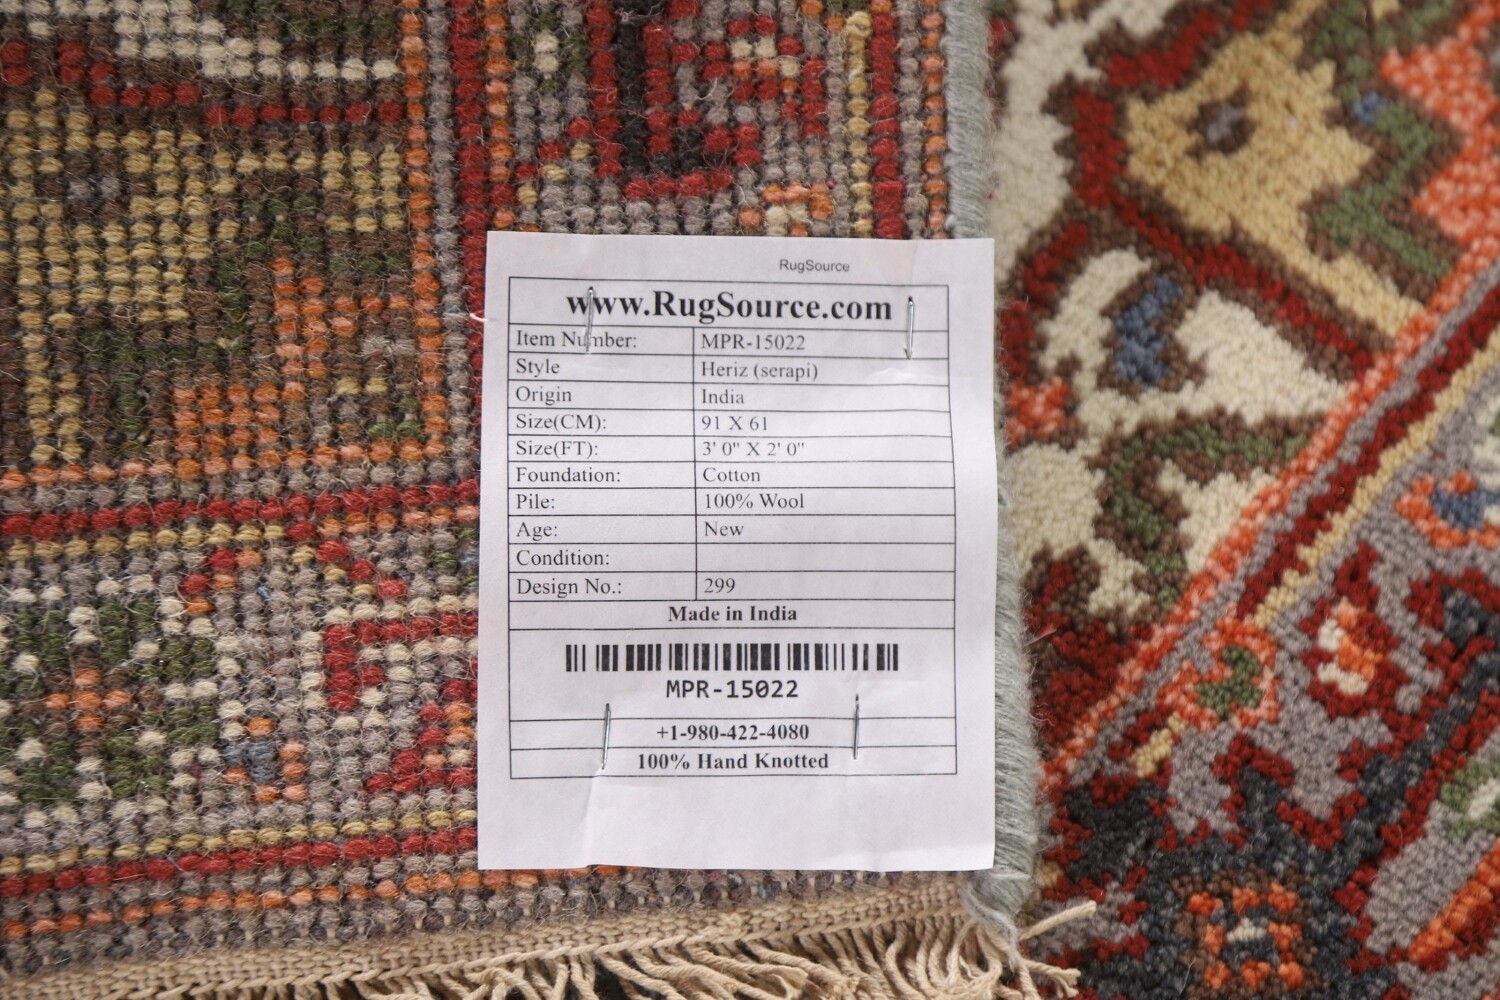 RugSource
www.RugSource.com
Item Number: MPR-15022
Style Heriz (serapi)
Origin India
Size(CM): 91 X 61
Size(FT): 3' 0" X 2' 0"
Foundation: Cotton
Pile: 100% Wool
Age: New
Condition:
Design No.: 299
Made in India
MPR-15022
+1-980-422-4080
100% Hand Knotted